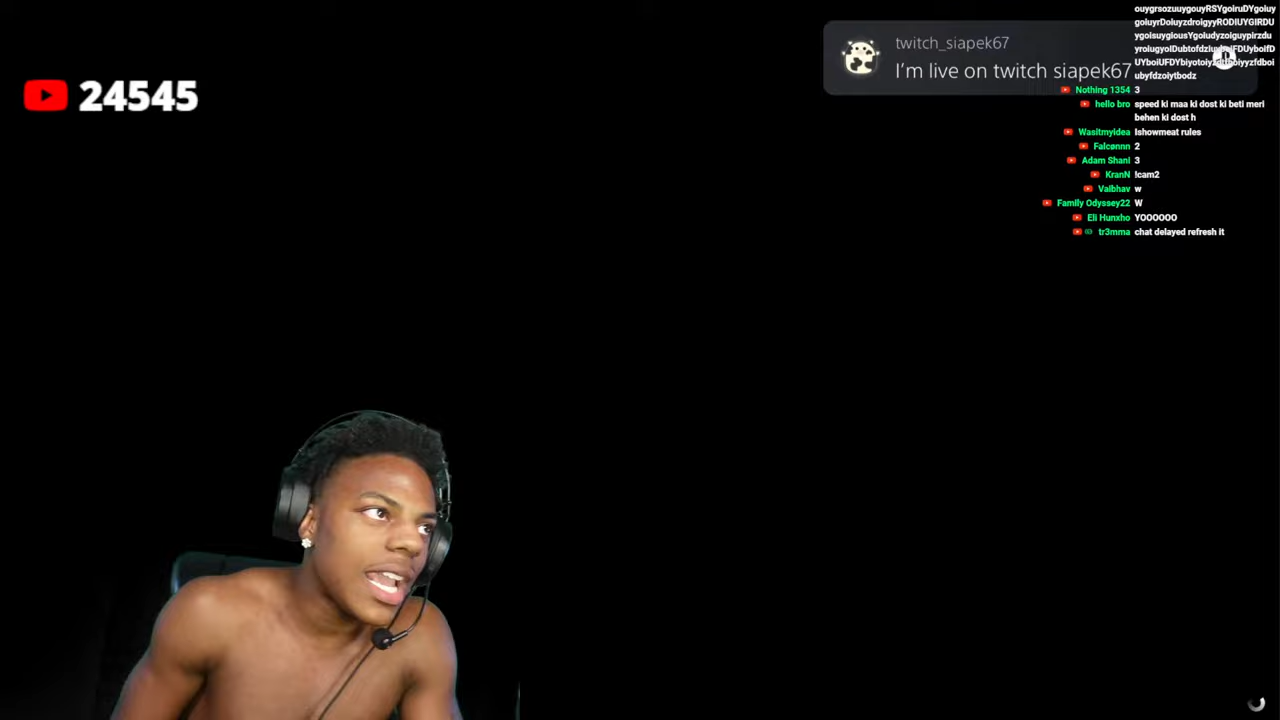 twitch_siapek67
I'm live on twitch siapek67
24545
Nothing 1354 3
hello bro speed ki maa ki dost ki beti meri
behen ki dost h
Wasitmyidea Ishowmeat rules
Falcønnn 2
Adam Shani 3
KranN !cam2
Vaibhav w
Family Odyssey22 W
Eli Hunxho YOOOOOO
tr3mma chat delayed refresh it